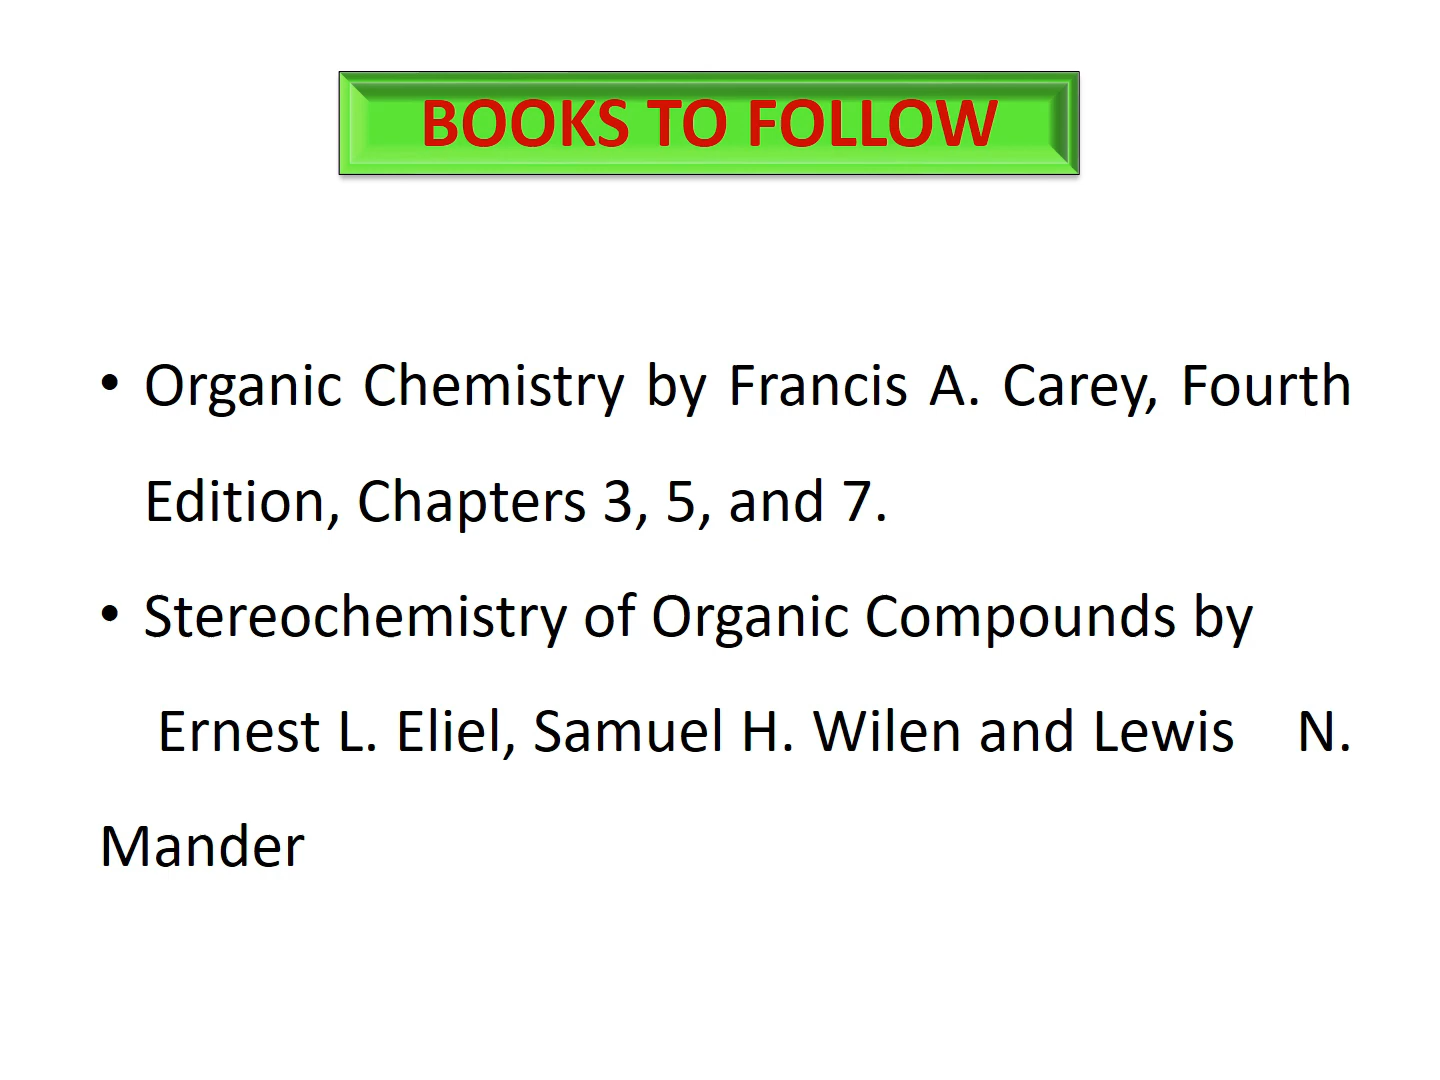 BOOKS TO FOLLOW
• Organic Chemistry by Francis A. Carey, Fourth
Edition, Chapters 3, 5, and 7.
• Stereochemistry of Organic Compounds by
Ernest L. Eliel, Samuel H. Wilen and Lewis N.
Mander